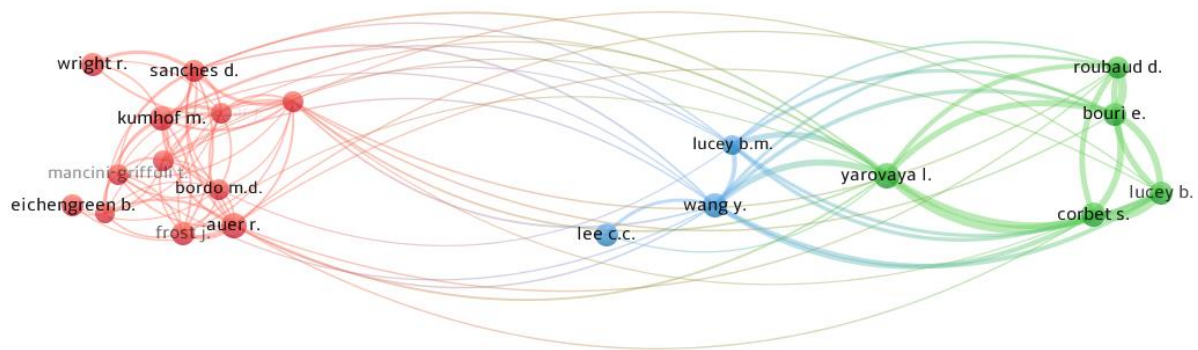 wright r.
sanches d.
kumhof m.
mancini-griffoli t.
bordo m.d.
eichengreen b.
frost j.
auer r.
lucey b.m.
wang y.
lee c.c.
yarovaya l.
roubaud d.
bouri e.
lucey b.
corbet s.